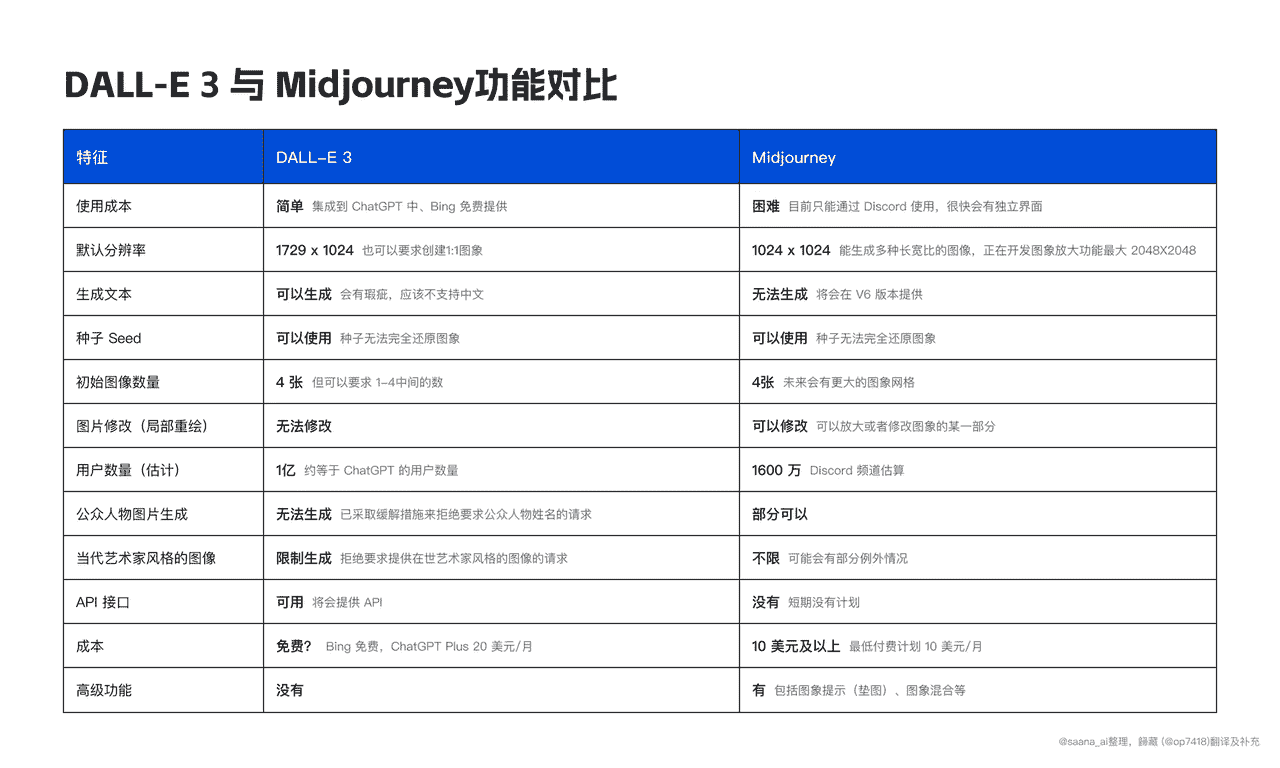 DALL-E 3 与 Midjourney功能对比
特征 DALL-E 3 Midjourney
使用成本 简单 集成到 ChatGPT 中、Bing 免费提供 困难 目前只能通过 Discord 使用，很快会有独立界面
默认分辨率 1729 x 1024 也可以要求创建1:1图象 1024 x 1024 能生成多种长宽比的图像，正在开发图象放大功能最大 2048X2048
生成文本 可以生成 会有瑕疵，应该不支持中文 无法生成 将会在 V6 版本提供
种子 Seed 可以使用 种子无法完全还原图象 可以使用 种子无法完全还原图象
初始图像数量 4 张 但可以要求 1-4中间的数 4张 未来会有更大的图象网格
图片修改（局部重绘） 无法修改 可以修改 可以放大或者修改图象的某一部分
用户数量（估计） 1亿 约等于 ChatGPT 的用户数量 1600 万 Discord 频道估算
公众人物图片生成 无法生成 已采取缓解措施来拒绝要求公众人物姓名的请求 部分可以
当代艺术家风格的图像 限制生成 拒绝要求提供在世艺术家风格的图像的请求 不限 可能会有部分例外情况
API 接口 可用 将会提供 API 没有 短期没有计划
成本 免费？ Bing 免费，ChatGPT Plus 20 美元/月 10 美元及以上 最低付费计划 10 美元/月
高级功能 没有 有 包括图象提示（垫图）、图象混合等
@saana_ai整理，歸藏 (@op7418)翻译及补充